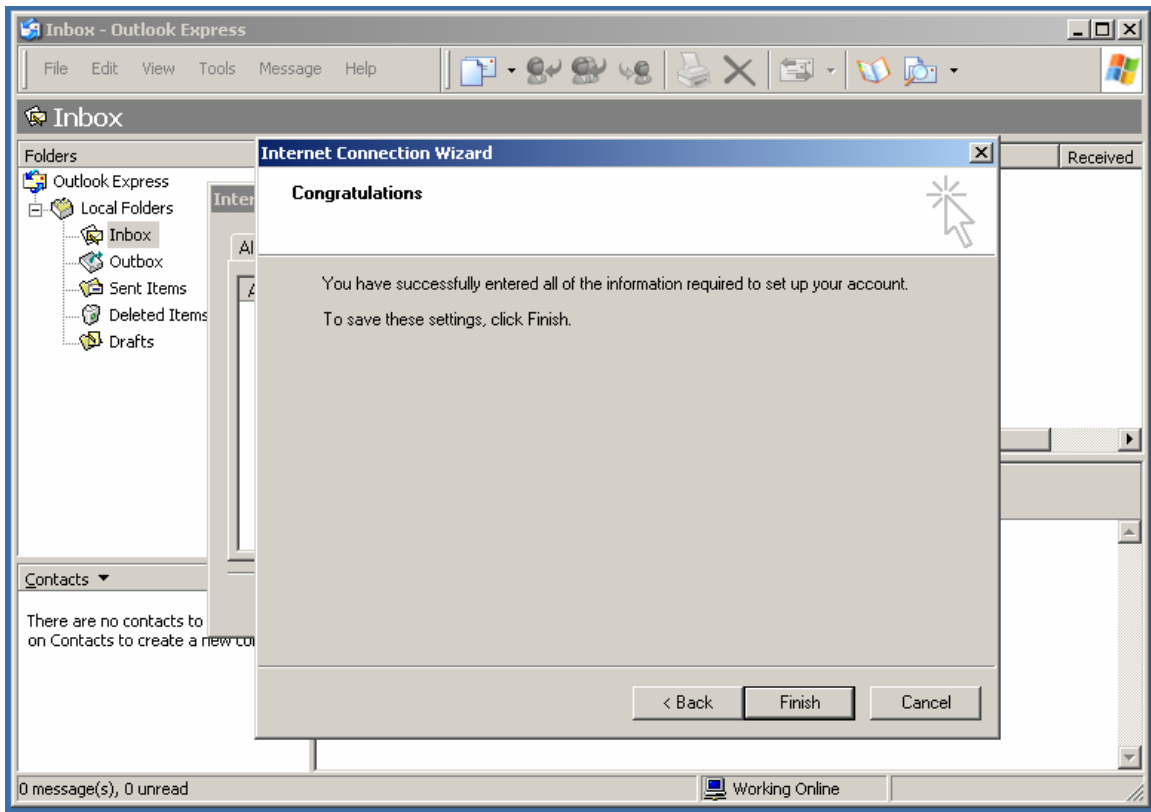 Inbox - Outlook Express
File Edit View Tools Message Help
Inbox
Folders
Received
Outlook Express
Local Folders
Inbox
Outbox
Sent Items
Deleted Items
Drafts
Inter
Al
Internet Connection Wizard
Congratulations
You have successfully entered all of the information required to set up your account.
To save these settings, click Finish.
< Back Finish Cancel
Contacts
There are no contacts to
on Contacts to create a new
0 message(s), 0 unread
Working Online